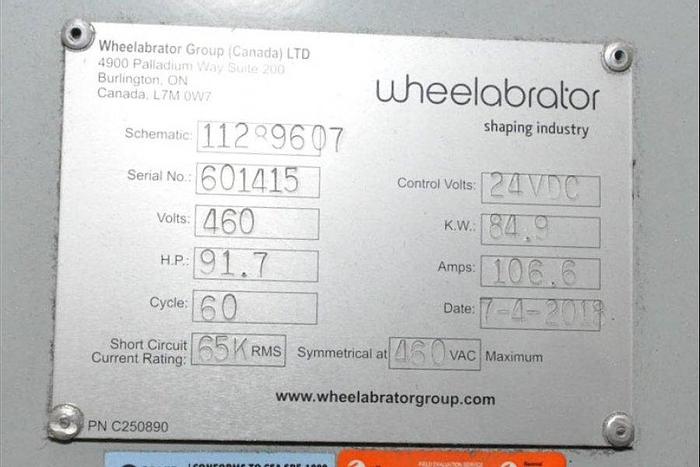 Wheelabrator Group (Canada) LTD
4900 Palladium Way Suite 200
Burlington, ON
Canada, L7M 0W7
wheelabrator
shaping industry
Schematic: 11289607
Serial No.: 601415
Volts: 460
H.P.: 91.7
Cycle: 60
Control Volts: 24VDC
K.W.: 84.9
Amps: 106.6
Date: 7-4-2018
Short Circuit
Current Rating: 65K RMS Symmetrical at 460 VAC Maximum
www.wheelabratorgroup.com
PN C250890